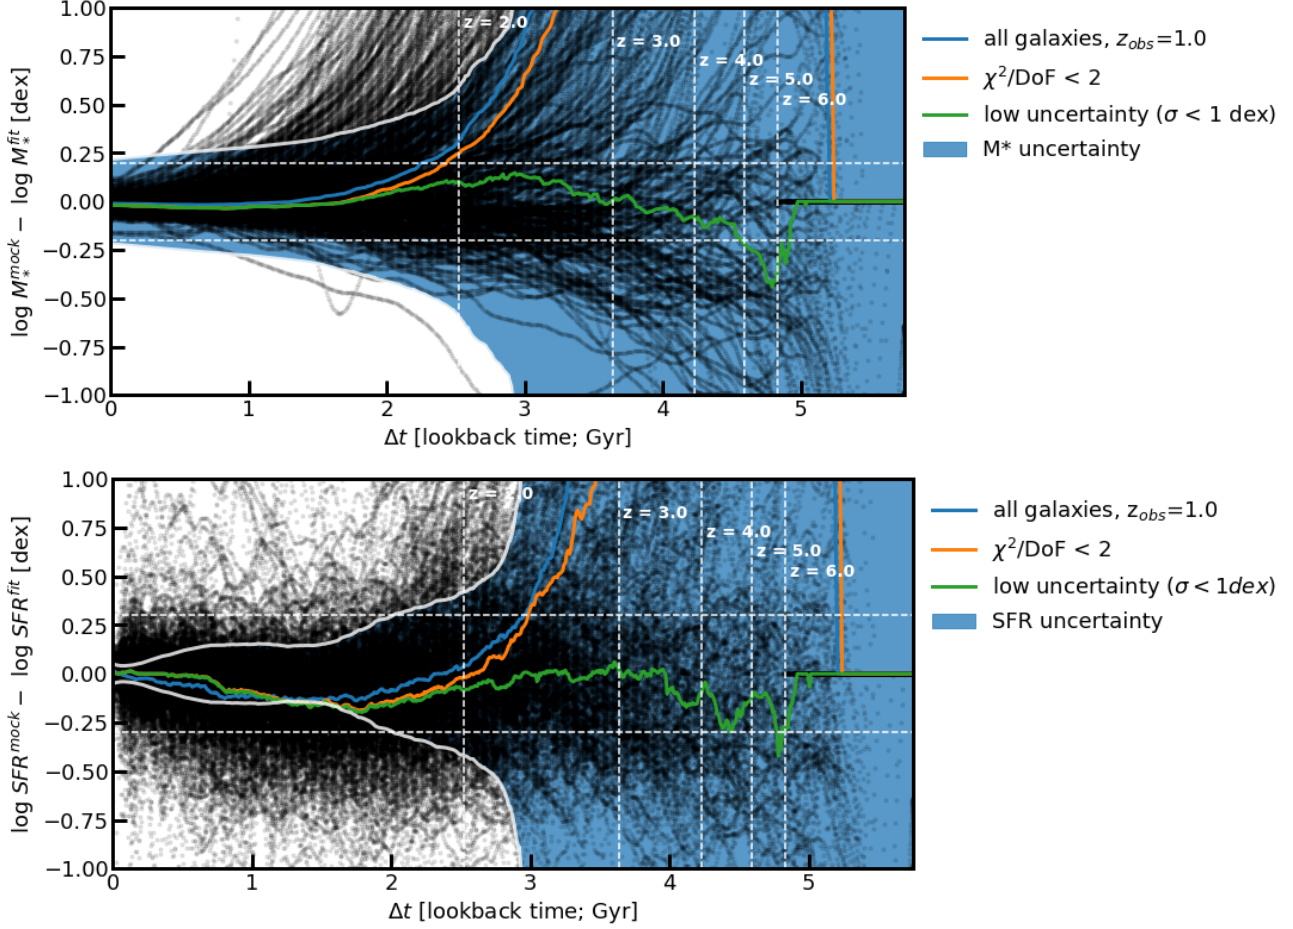 1.00
0.75
0.50
0.25
0.00
−0.25
−0.50
−0.75
−1.00
log M*^mock − log M*^fit [dex]
z = 2.0
z = 3.0
z = 4.0
z = 5.0
z = 6.0
0 1 2 3 4 5
Δt [lookback time; Gyr]
all galaxies, z_obs=1.0
χ²/DoF < 2
low uncertainty (σ < 1 dex)
M* uncertainty
1.00
0.75
0.50
0.25
0.00
−0.25
−0.50
−0.75
−1.00
log SFR^mock − log SFR^fit [dex]
z = 2.0
z = 3.0
z = 4.0
z = 5.0
z = 6.0
0 1 2 3 4 5
Δt [lookback time; Gyr]
all galaxies, z_obs=1.0
χ²/DoF < 2
low uncertainty (σ < 1dex)
SFR uncertainty